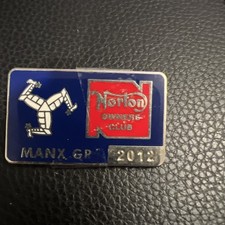 Norton
OWNERS
CLUB
MANX GP 2012